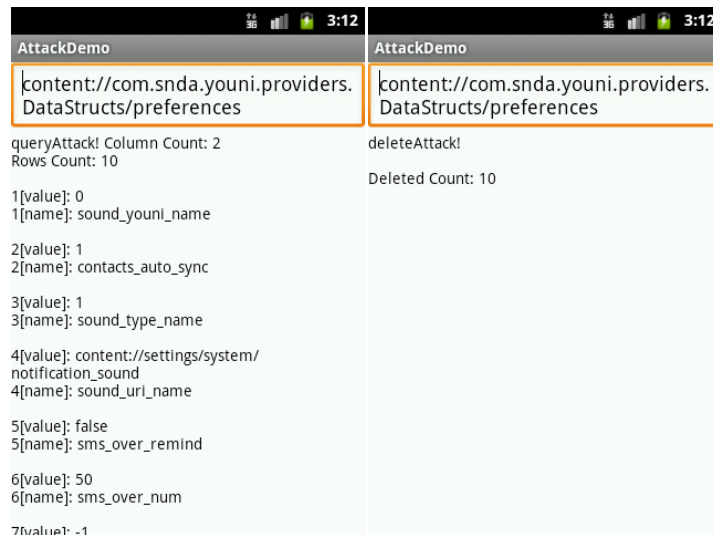 3G 3:12
AttackDemo
content://com.snda.youni.providers.
DataStructs/preferences
queryAttack! Column Count: 2
Rows Count: 10
1[value]: 0
1[name]: sound_youni_name
2[value]: 1
2[name]: contacts_auto_sync
3[value]: 1
3[name]: sound_type_name
4[value]: content://settings/system/
notification_sound
4[name]: sound_uri_name
5[value]: false
5[name]: sms_over_remind
6[value]: 50
6[name]: sms_over_num
7[value]: -1
3G 3:12
AttackDemo
content://com.snda.youni.providers.
DataStructs/preferences
deleteAttack!
Deleted Count: 10